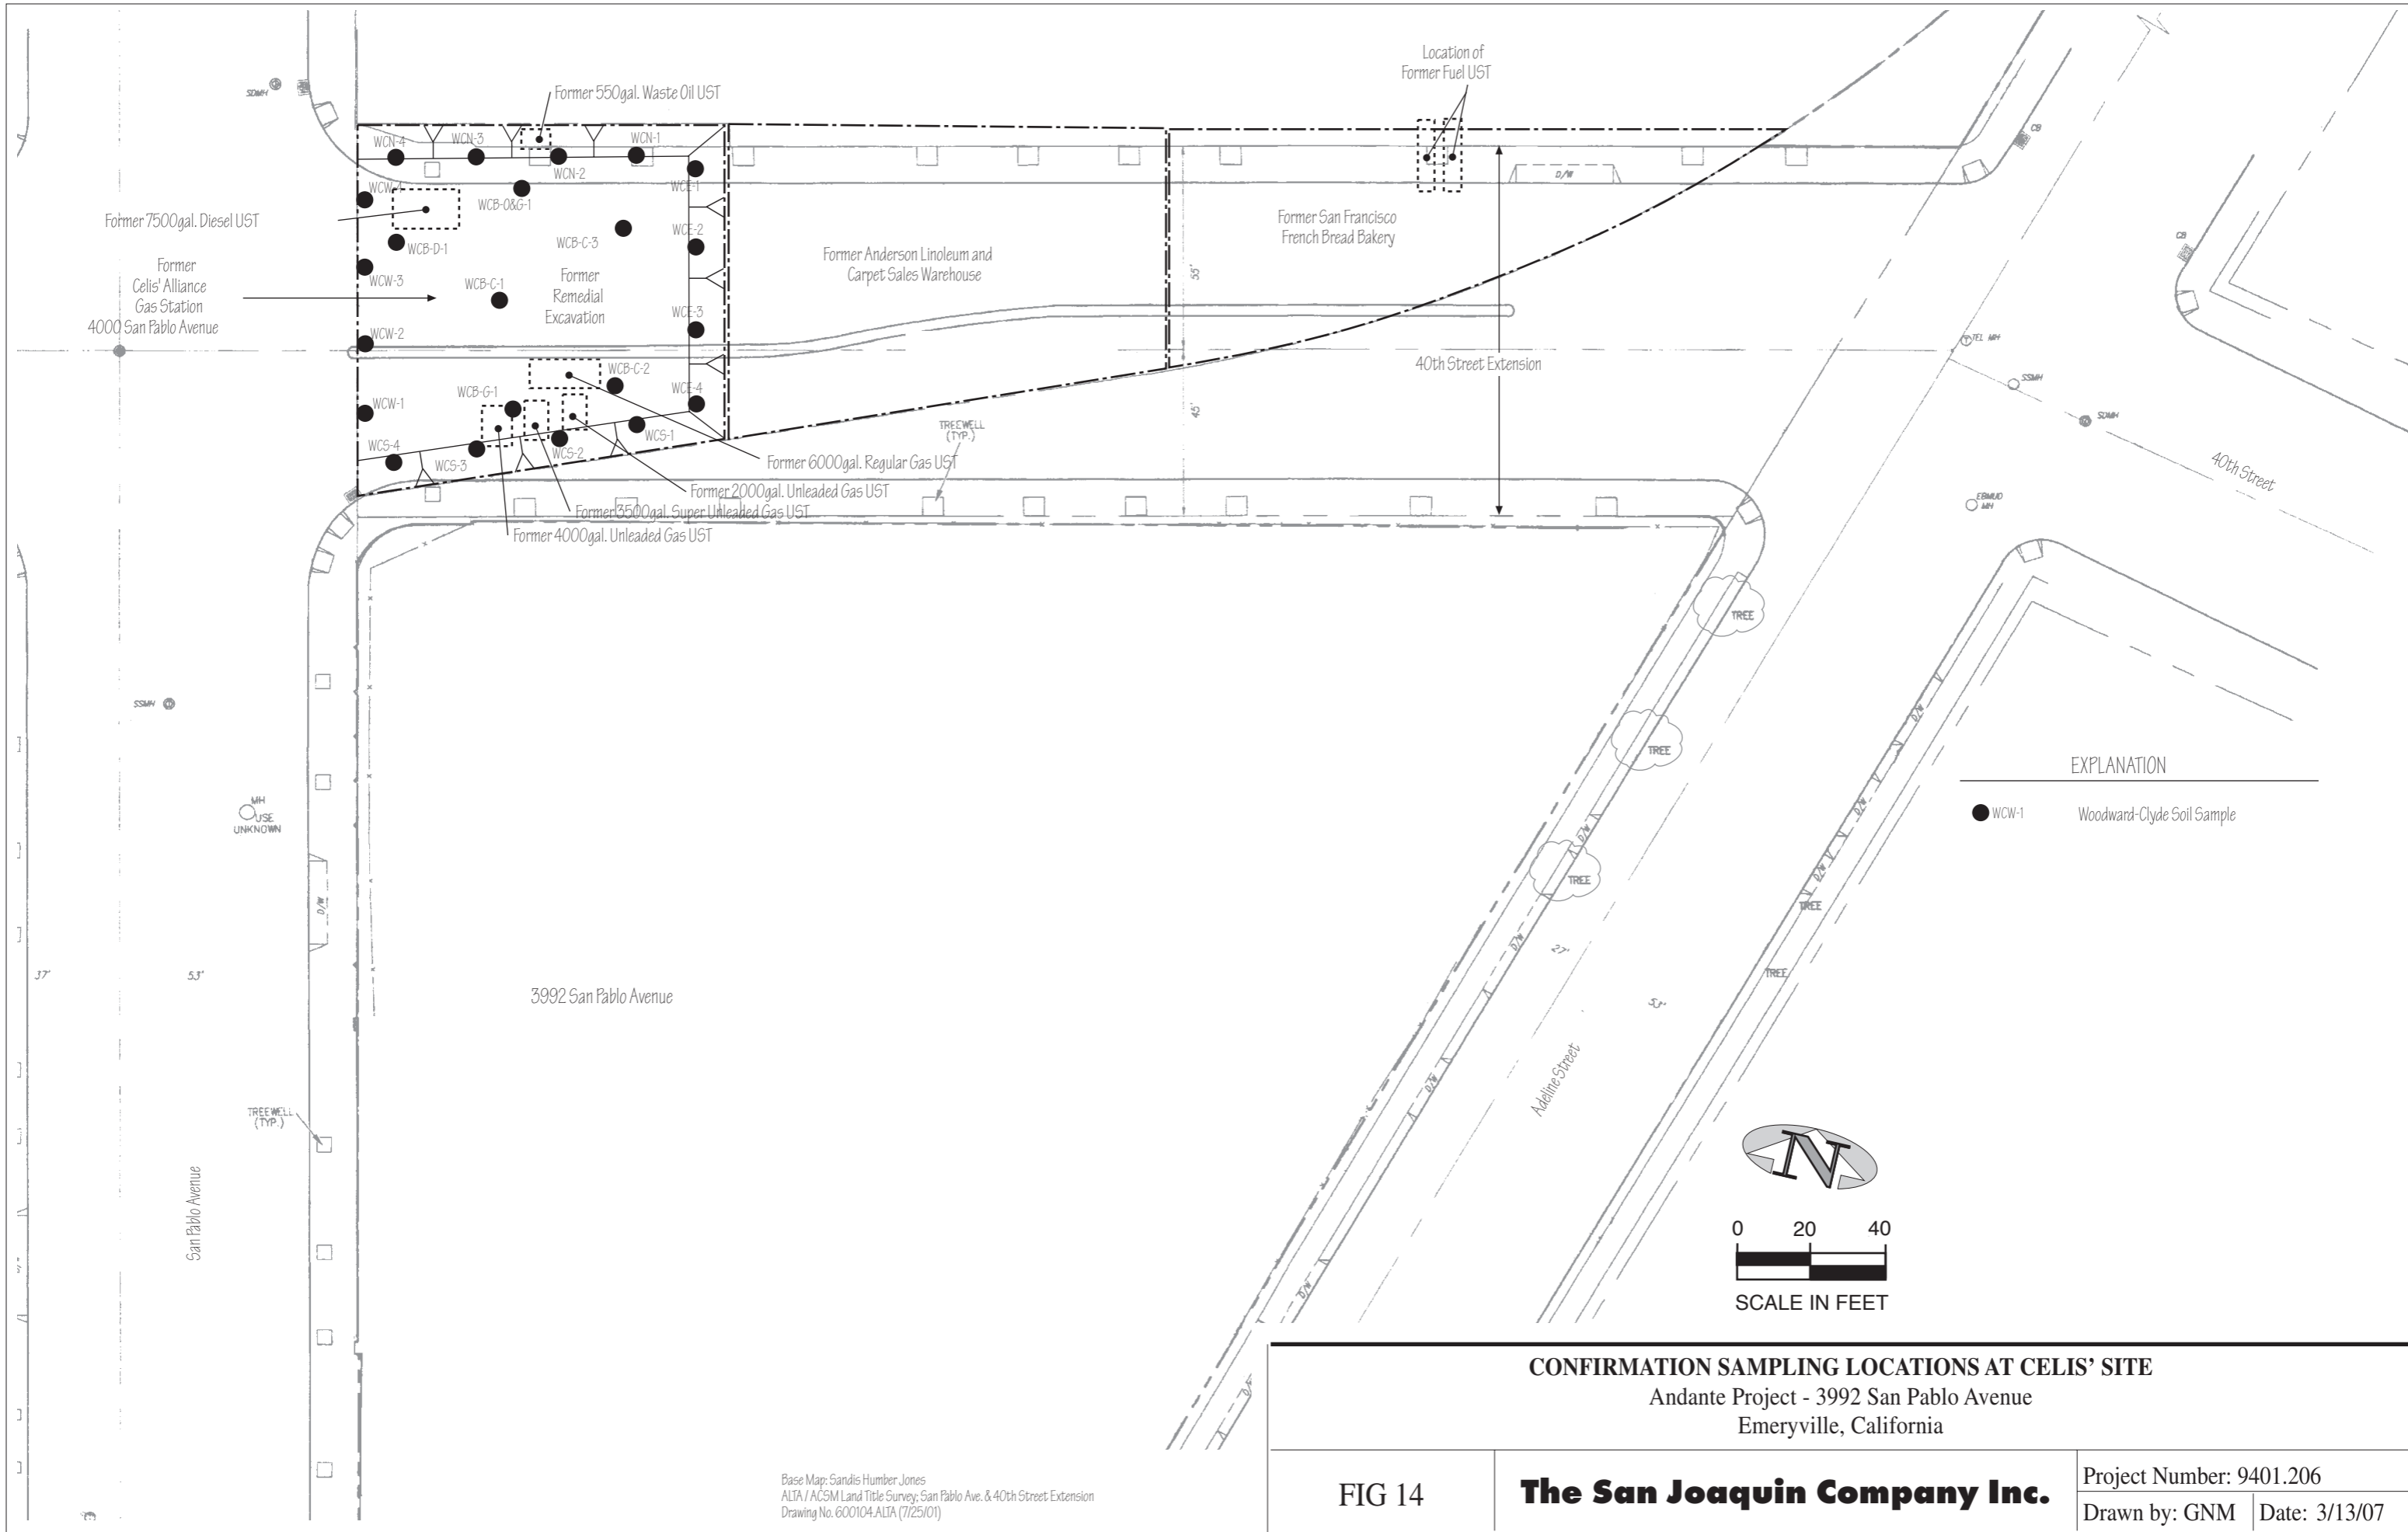 Location of
Former Fuel UST
SDMH
Former 550gal. Waste Oil UST
CB
WCN-4
WCN-3
WCN-1
WCN-2
D/W
WCW-4
WCE-1
WCB-O&G-1
Former 7500gal. Diesel UST
WCB-D-1
WCB-C-3
WCE-2
Former San Francisco
French Bread Bakery
Former Anderson Linoleum and
Carpet Sales Warehouse
CB
Former
Celis' Alliance
Gas Station
4000 San Pablo Avenue
WCW-3
WCB-C-1
Former
Remedial
Excavation
55'
WCE-3
WCW-2
TEL MH
40th Street Extension
WCB-C-2
SSMH
WCB-G-1
WCE-4
WCW-1
45'
SDMH
TREEWELL
(TYP.)
WCS-1
WCS-4
WCS-2
WCS-3
Former 6000gal. Regular Gas UST
40th Street
Former 2000gal. Unleaded Gas UST
Former 3500gal. Super Unleaded Gas UST
Former 4000gal. Unleaded Gas UST
EBMUD
MH
TREE
SSMH
D/W
TREE
EXPLANATION
WCW-1
Woodward-Clyde Soil Sample
MH
USE
UNKNOWN
D/W
D/W
D/W
TREE
D/W
TREE
D/W
D/W
27'
37'
53'
TREE
D/W
3992 San Pablo Avenue
53'
Adeline Street
D/W
TREEWELL
(TYP.)
San Pablo Avenue
N
0 20 40
SCALE IN FEET
D/W
D/W
CONFIRMATION SAMPLING LOCATIONS AT CELIS' SITE
Andante Project - 3992 San Pablo Avenue
Emeryville, California
Base Map: Sandis Humber Jones
ALTA / ACSM Land Title Survey; San Pablo Ave. & 40th Street Extension
Drawing No. 600104.ALTA (7/25/01)
FIG 14
The San Joaquin Company Inc.
Project Number: 9401.206
Drawn by: GNM
Date: 3/13/07